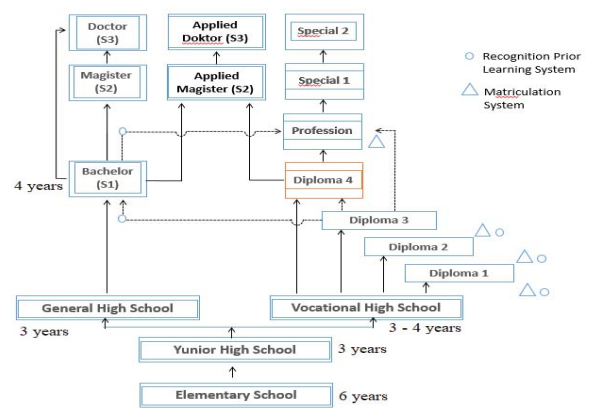 Doctor
(S3)
Applied
Doktor (S3)
Special 2
Recognition Prior
Learning System
Magister
(S2)
Applied
Magister (S2)
Special 1
Matriculation
System
Profession
Bachelor
(S1)
4 years
Diploma 4
Diploma 3
Diploma 2
Diploma 1
General High School
Vocational High School
3 years
3 - 4 years
Yunior High School
3 years
Elementary School
6 years